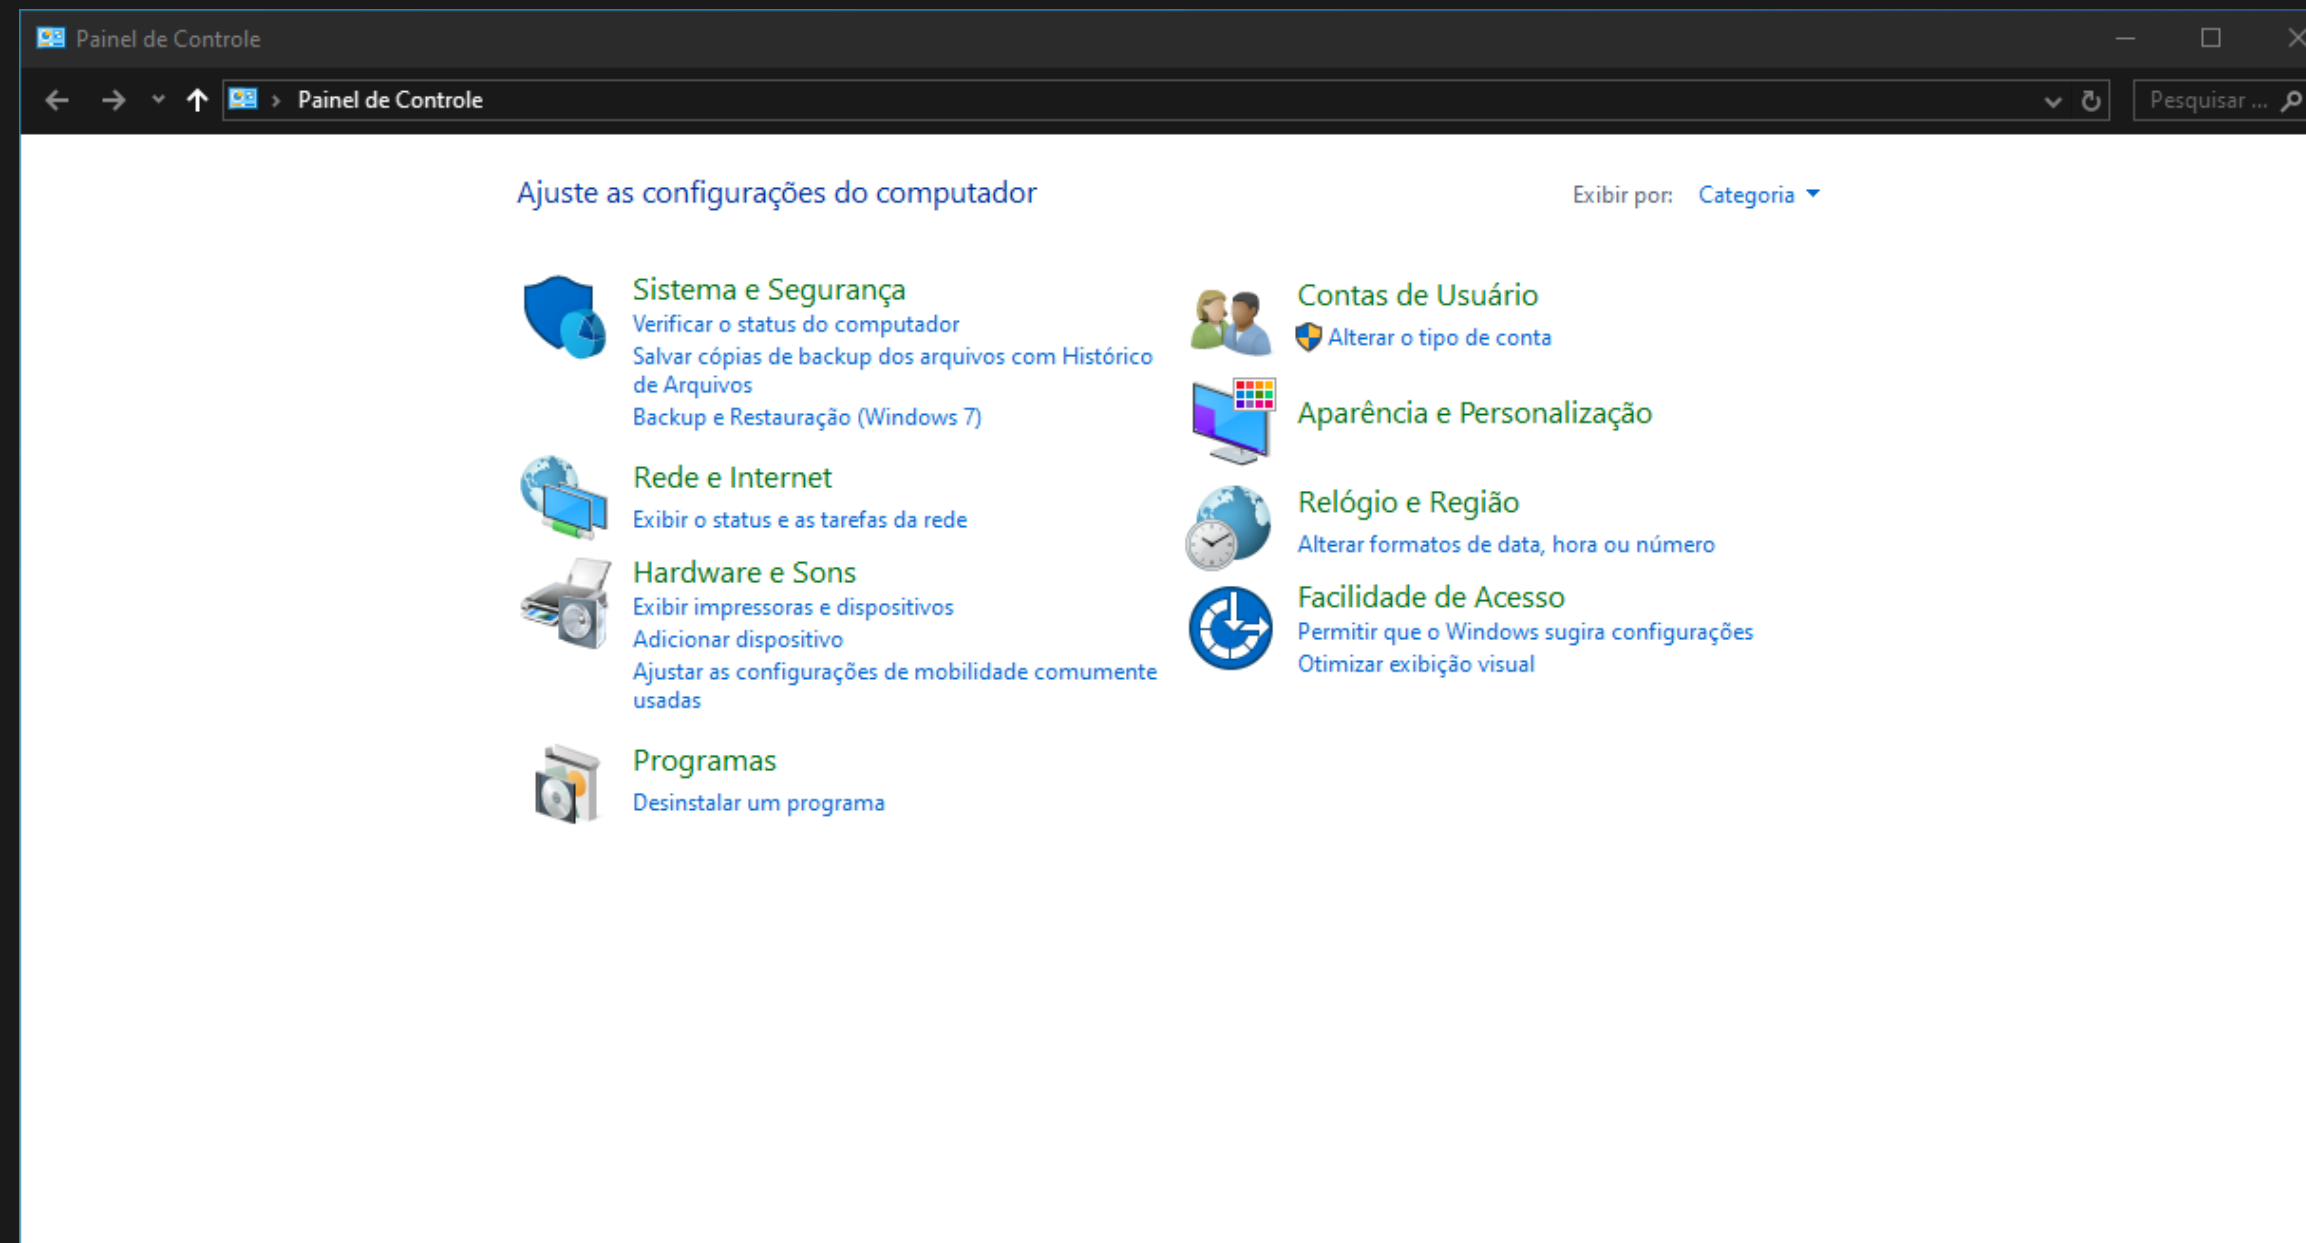 Painel de Controle
Painel de Controle
Pesquisar ...
Ajuste as configurações do computador
Exibir por: Categoria
Sistema e Segurança
Verificar o status do computador
Salvar cópias de backup dos arquivos com Histórico
de Arquivos
Backup e Restauração (Windows 7)
Rede e Internet
Exibir o status e as tarefas da rede
Hardware e Sons
Exibir impressoras e dispositivos
Adicionar dispositivo
Ajustar as configurações de mobilidade comumente
usadas
Programas
Desinstalar um programa
Contas de Usuário
Alterar o tipo de conta
Aparência e Personalização
Relógio e Região
Alterar formatos de data, hora ou número
Facilidade de Acesso
Permitir que o Windows sugira configurações
Otimizar exibição visual